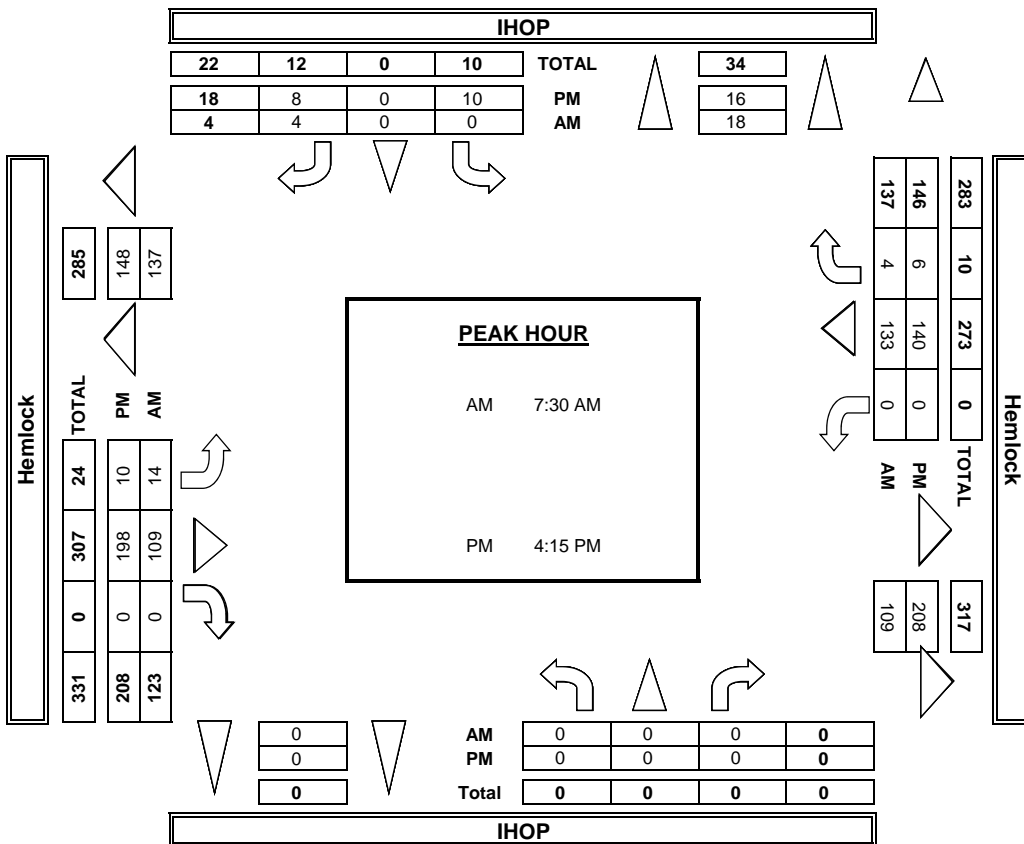 IHOP
22 12 0 10 TOTAL 34
18 8 0 10 PM 16
4 4 0 0 AM 18
Hemlock
285
148
137
TOTAL
PM
AM
24 307 0 331
10 198 0 208
14 109 0 123
PEAK HOUR
AM 7:30 AM
PM 4:15 PM
283 10 273 0 TOTAL
146 6 140 0 PM
137 4 133 0 AM
317
208
109
Hemlock
0 AM 0 0 0 0
0 PM 0 0 0 0
0 Total 0 0 0 0
IHOP